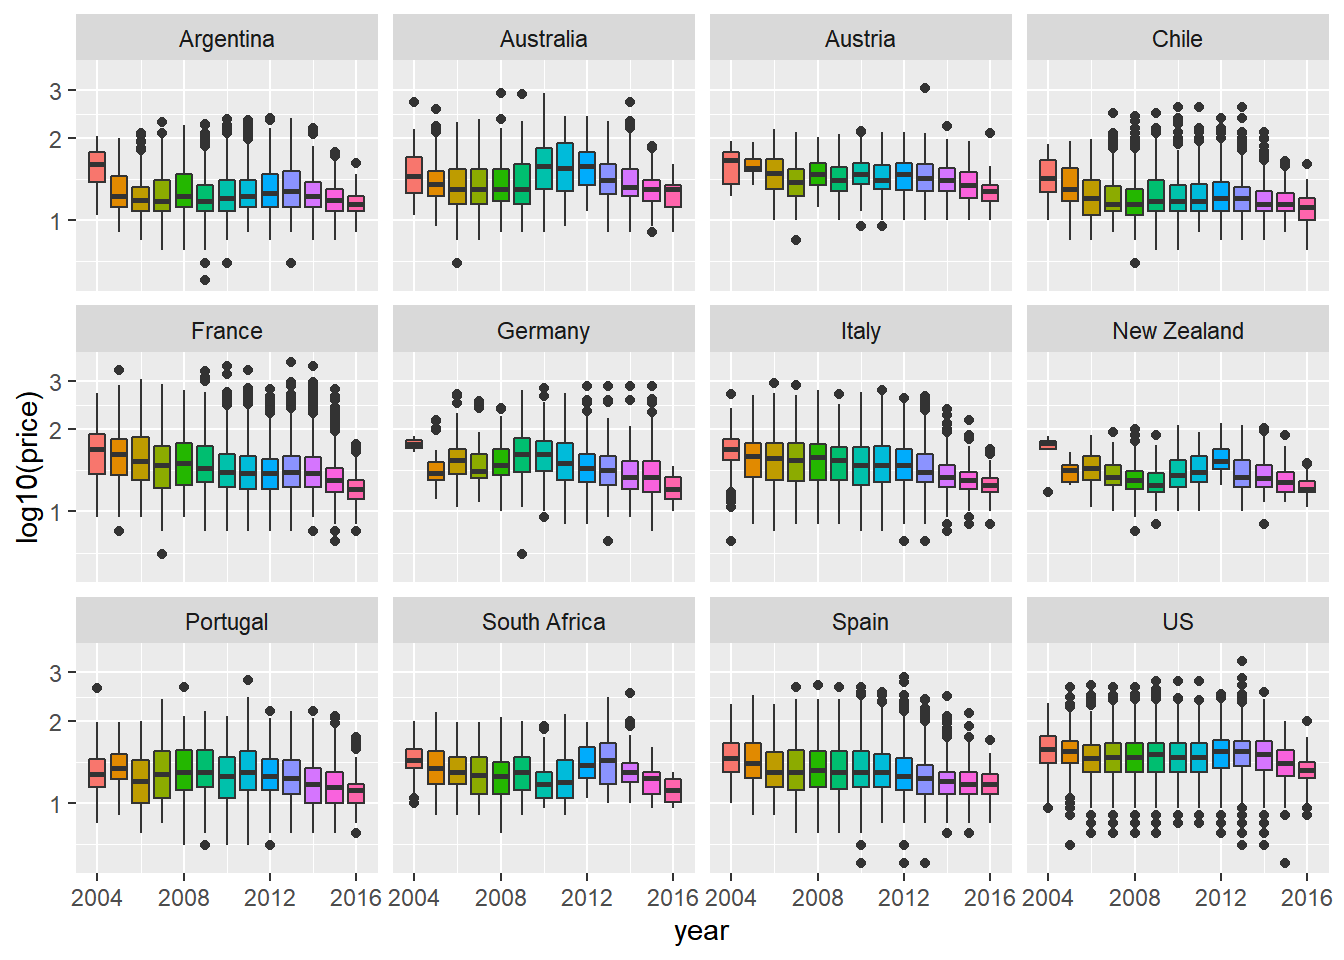 Argentina Australia Austria Chile
3
2
1
France Germany Italy New Zealand
3
2
1
log10(price)
Portugal South Africa Spain US
3
2
1
2004 2008 2012 2016 2004 2008 2012 2016 2004 2008 2012 2016 2004 2008 2012 2016
year